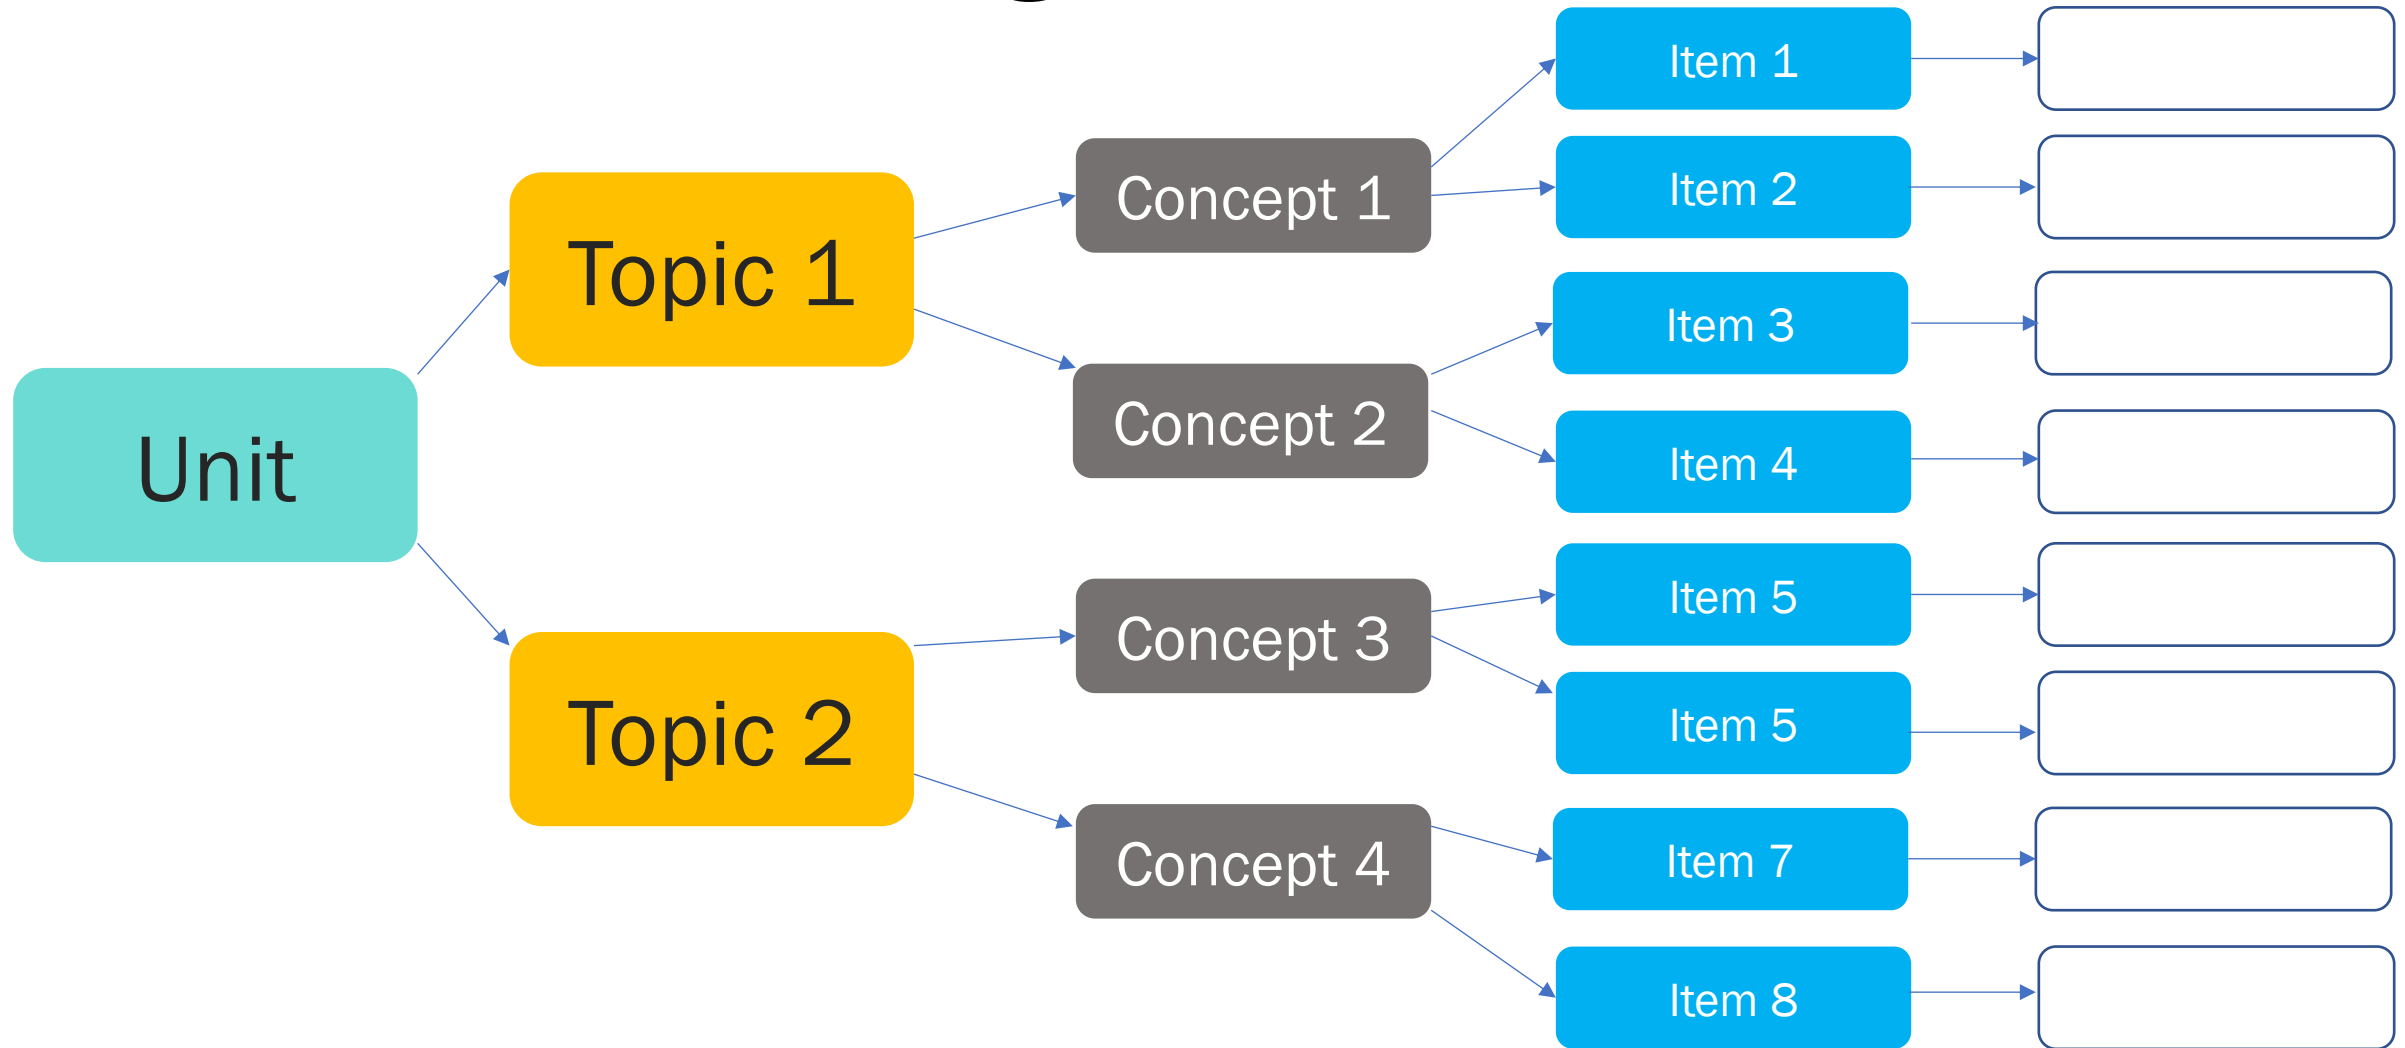 Unit
Topic 1
Topic 2
Concept 1
Concept 2
Concept 3
Concept 4
Item 1
Item 2
Item 3
Item 4
Item 5
Item 5
Item 7
Item 8